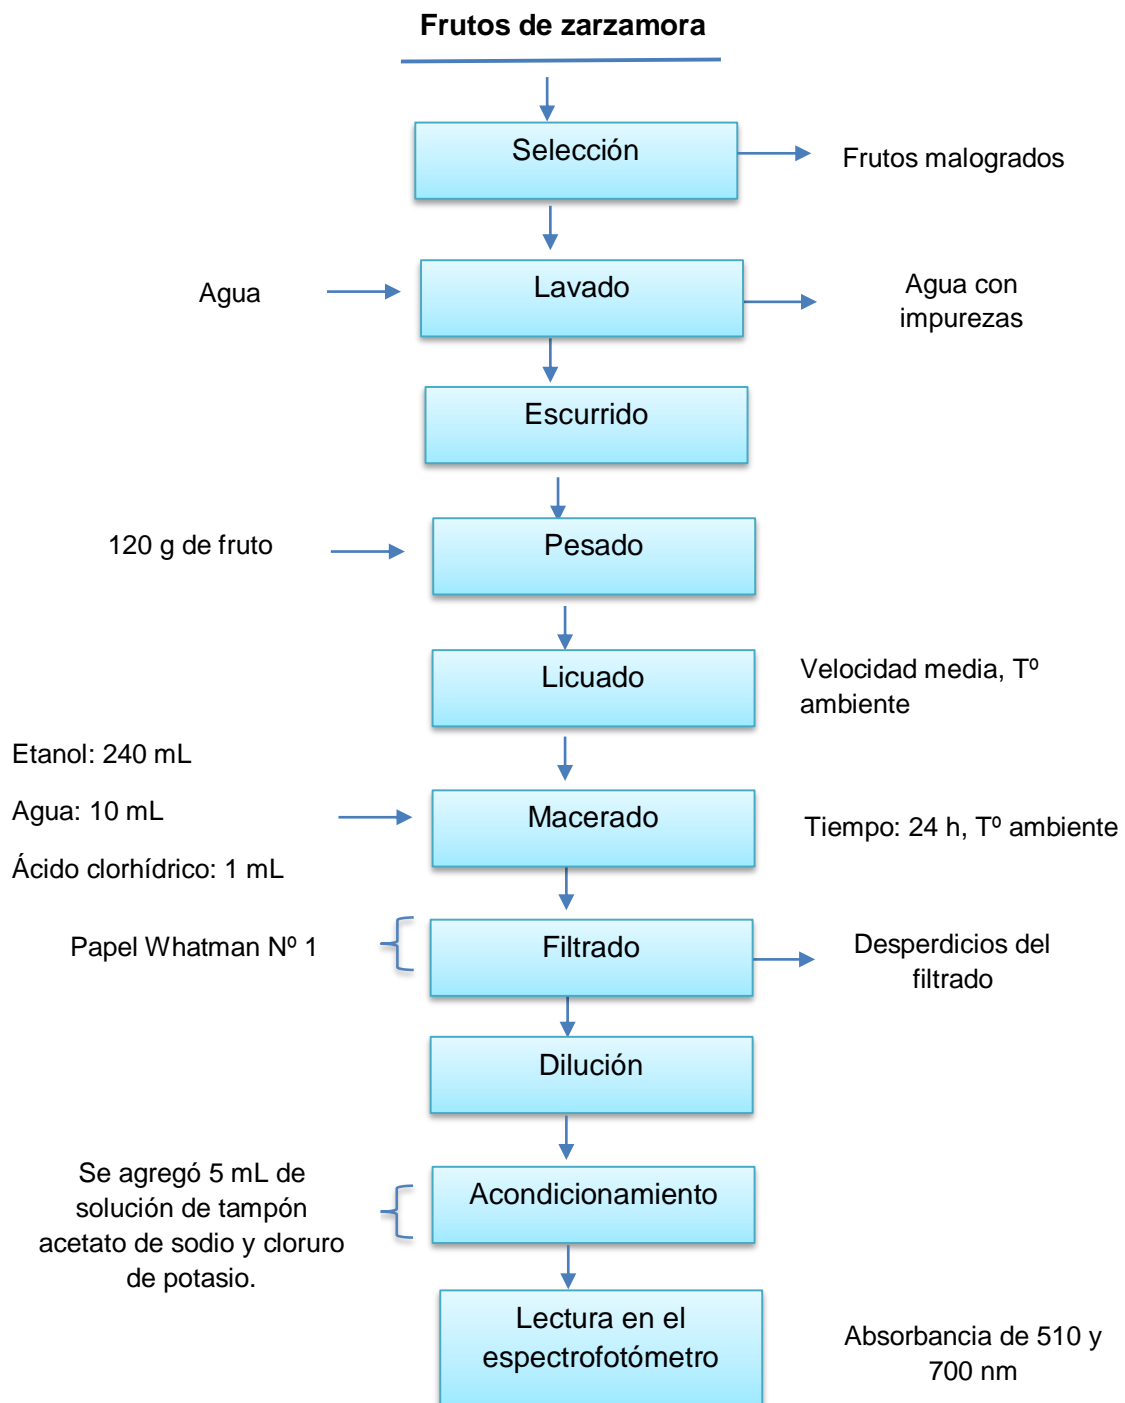 Frutos de zarzamora
Selección
Frutos malogrados
Agua
Lavado
Agua con
impurezas
Escurrido
120 g de fruto
Pesado
Licuado
Velocidad media, Tº
ambiente
Etanol: 240 mL
Agua: 10 mL
Ácido clorhídrico: 1 mL
Macerado
Tiempo: 24 h, Tº ambiente
Papel Whatman Nº 1
Filtrado
Desperdicios del
filtrado
Dilución
Se agregó 5 mL de
solución de tampón
acetato de sodio y cloruro
de potasio.
Acondicionamiento
Lectura en el
espectrofotómetro
Absorbancia de 510 y
700 nm